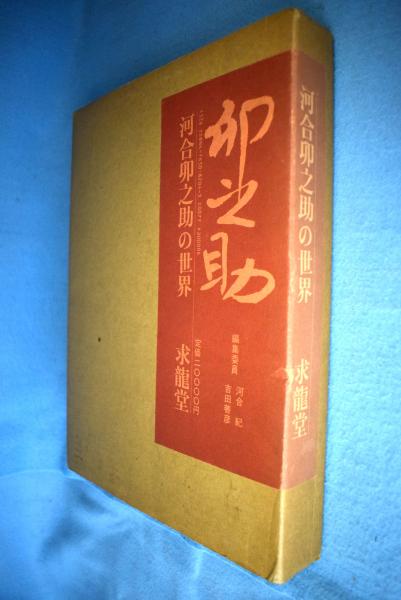 卯之助
河合卯之助の世界
求龍堂
定価二〇〇〇〇円
編集委員 河合 紀
吉田孝彦
河合卯之助の世界
求龍堂